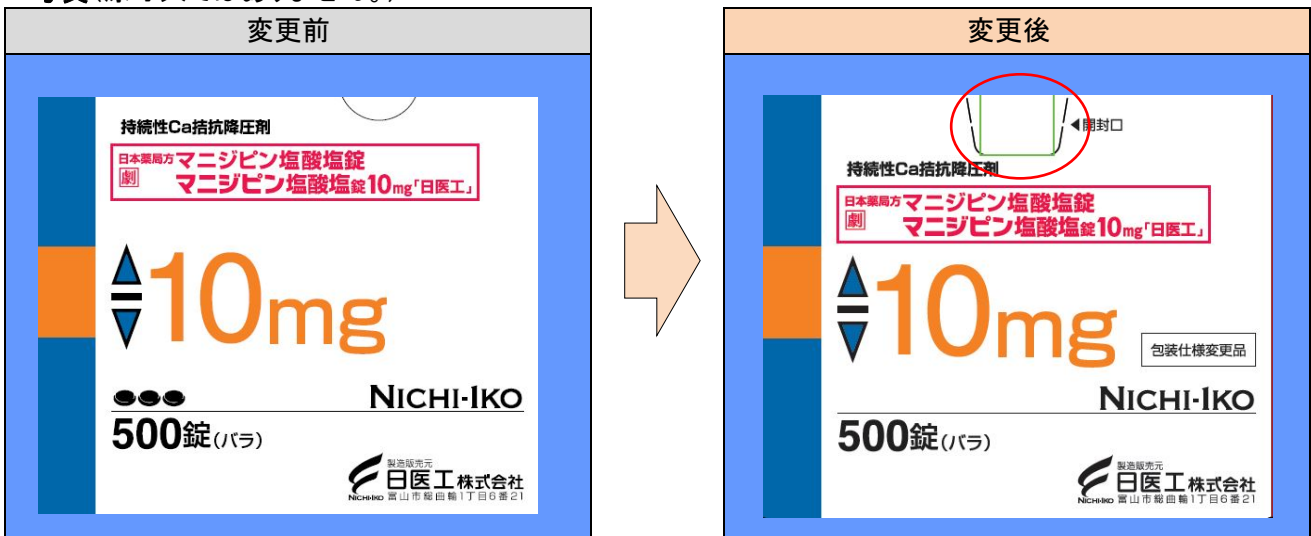 変更前
持続性Ca拮抗降圧剤
日本薬局方 マニジピン塩酸塩錠
劇 マニジピン塩酸塩錠10mg「日医工」
10mg
NICHI-IKO
500錠(バラ)
製造販売元
日医工株式会社
NICHI-IKO 富山市総曲輪1丁目6番21
変更後
開封口
持続性Ca拮抗降圧剤
日本薬局方 マニジピン塩酸塩錠
劇 マニジピン塩酸塩錠10mg「日医工」
10mg
包装仕様変更品
NICHI-IKO
500錠(バラ)
製造販売元
日医工株式会社
NICHI-IKO 富山市総曲輪1丁目6番21